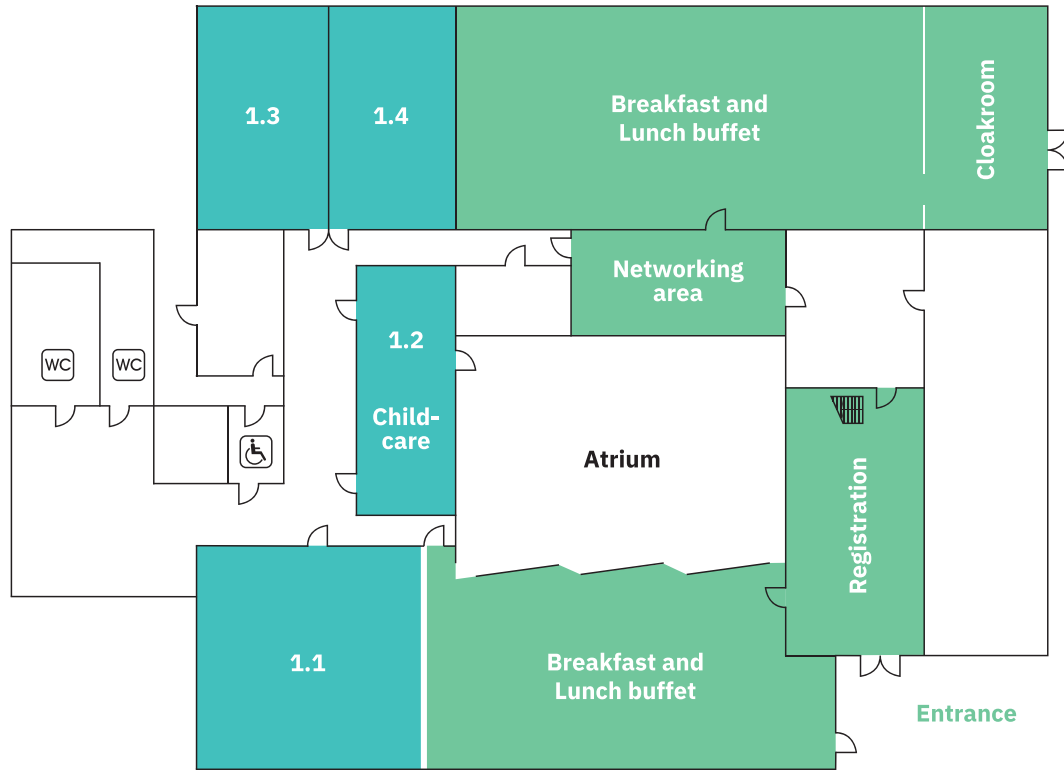 1.3
1.4
Breakfast and
Lunch buffet
Cloakroom
Networking
area
1.2
Child-
care
WC
WC
Atrium
Registration
1.1
Breakfast and
Lunch buffet
Entrance